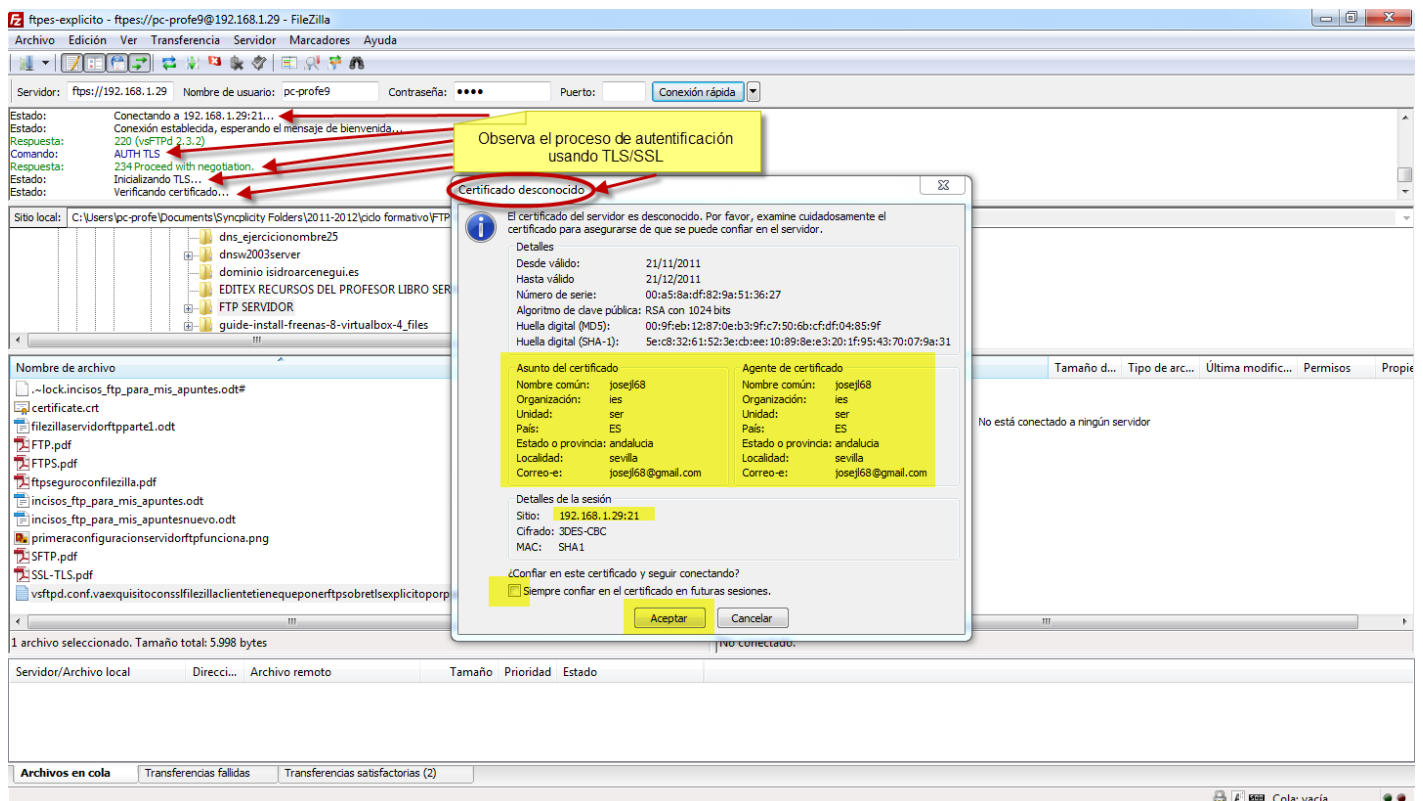 ftpes-explicito - ftpes://pc-profe9@192.168.1.29 - FileZilla
Archivo Edición Ver Transferencia Servidor Marcadores Ayuda
Servidor: ftps://192.168.1.29 Nombre de usuario: pc-profe9 Contraseña: •••• Puerto: Conexión rápida
Estado: Conectando a 192.168.1.29:21...
Estado: Conexión establecida, esperando el mensaje de bienvenida...
Respuesta: 220 (vsFTPd 2.3.2)
Comando: AUTH TLS
Respuesta: 234 Proceed with negotiation.
Estado: Inicializando TLS...
Estado: Verificando certificado...
Observa el proceso de autentificación
usando TLS/SSL
Sitio local: C:\Users\pc-profe\Documents\Syncplicity Folders\2011-2012\ciclo formativo\FTP
dns_ejercicionombre25
dnsw2003server
dominio isidroarcenegui.es
EDITEX RECURSOS DEL PROFESOR LIBRO SER
FTP SERVIDOR
guide-install-freenas-8-virtualbox-4_files
Nombre de archivo
.~lock.incisos_ftp_para_mis_apuntes.odt#
certificate.crt
filezillaservidorftpparte1.odt
FTP.pdf
FTPS.pdf
ftpseguroconfilezilla.pdf
incisos_ftp_para_mis_apuntes.odt
incisos_ftp_para_mis_apuntesnuevo.odt
primeraconfiguracionservidorftpfunciona.png
SFTP.pdf
SSL-TLS.pdf
vsftpd.conf.vaexquisitoconsslfilezillaclientetienequeponerftpsobretlsexplicitoporp
1 archivo seleccionado. Tamaño total: 5.998 bytes
Certificado desconocido
El certificado del servidor es desconocido. Por favor, examine cuidadosamente el
certificado para asegurarse de que se puede confiar en el servidor.
Detalles
Desde válido: 21/11/2011
Hasta válido 21/12/2011
Número de serie: 00:a5:8a:df:82:9a:51:36:27
Algoritmo de clave pública: RSA con 1024 bits
Huella digital (MD5): 00:9f:eb:12:87:0e:b3:9f:c7:50:6b:cf:df:04:85:9f
Huella digital (SHA-1): 5e:c8:32:61:52:3e:cb:ee:10:89:8e:e3:20:1f:95:43:70:07:9a:31
Asunto del certificado
Nombre común: josejl68
Organización: ies
Unidad: ser
País: ES
Estado o provincia: andalucia
Localidad: sevilla
Correo-e: josejl68@gmail.com
Agente de certificado
Nombre común: josejl68
Organización: ies
Unidad: ser
País: ES
Estado o provincia: andalucia
Localidad: sevilla
Correo-e: josejl68@gmail.com
Detalles de la sesión
Sitio: 192.168.1.29:21
Cifrado: 3DES-CBC
MAC: SHA1
¿Confiar en este certificado y seguir conectando?
Siempre confiar en el certificado en futuras sesiones.
Aceptar Cancelar
Tamaño d... Tipo de arc... Última modific... Permisos Propie
No está conectado a ningún servidor
No conectado.
Servidor/Archivo local Direcci... Archivo remoto Tamaño Prioridad Estado
Archivos en cola Transferencias fallidas Transferencias satisfactorias (2)
Cola: vacía